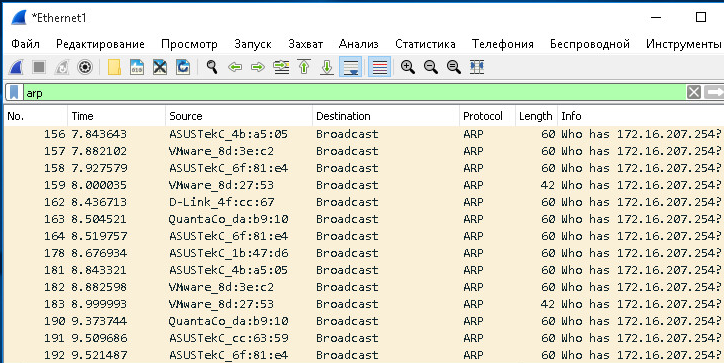 *Ethernet1
Файл Редактирование Просмотр Запуск Захват Анализ Статистика Телефония Беспроводной Инструменты
arp
No. Time Source Destination Protocol Length Info
156 7.843643 ASUSTekC_4b:a5:05 Broadcast ARP 60 Who has 172.16.207.254?
157 7.882102 VMware_8d:3e:c2 Broadcast ARP 60 Who has 172.16.207.254?
158 7.927579 ASUSTekC_6f:81:e4 Broadcast ARP 60 Who has 172.16.207.254?
159 8.000035 VMware_8d:27:53 Broadcast ARP 42 Who has 172.16.207.254?
162 8.436713 D-Link_4f:cc:67 Broadcast ARP 60 Who has 172.16.207.254?
163 8.504521 QuantaCo_da:b9:10 Broadcast ARP 60 Who has 172.16.207.254?
164 8.519757 ASUSTekC_6f:81:e4 Broadcast ARP 60 Who has 172.16.207.254?
178 8.676934 ASUSTekC_1b:47:d6 Broadcast ARP 60 Who has 172.16.207.254?
181 8.843321 ASUSTekC_4b:a5:05 Broadcast ARP 60 Who has 172.16.207.254?
182 8.882598 VMware_8d:3e:c2 Broadcast ARP 60 Who has 172.16.207.254?
183 8.999993 VMware_8d:27:53 Broadcast ARP 42 Who has 172.16.207.254?
190 9.373744 QuantaCo_da:b9:10 Broadcast ARP 60 Who has 172.16.207.254?
191 9.509686 ASUSTekC_cc:63:59 Broadcast ARP 60 Who has 172.16.207.254?
192 9.521487 ASUSTekC_6f:81:e4 Broadcast ARP 60 Who has 172.16.207.254?